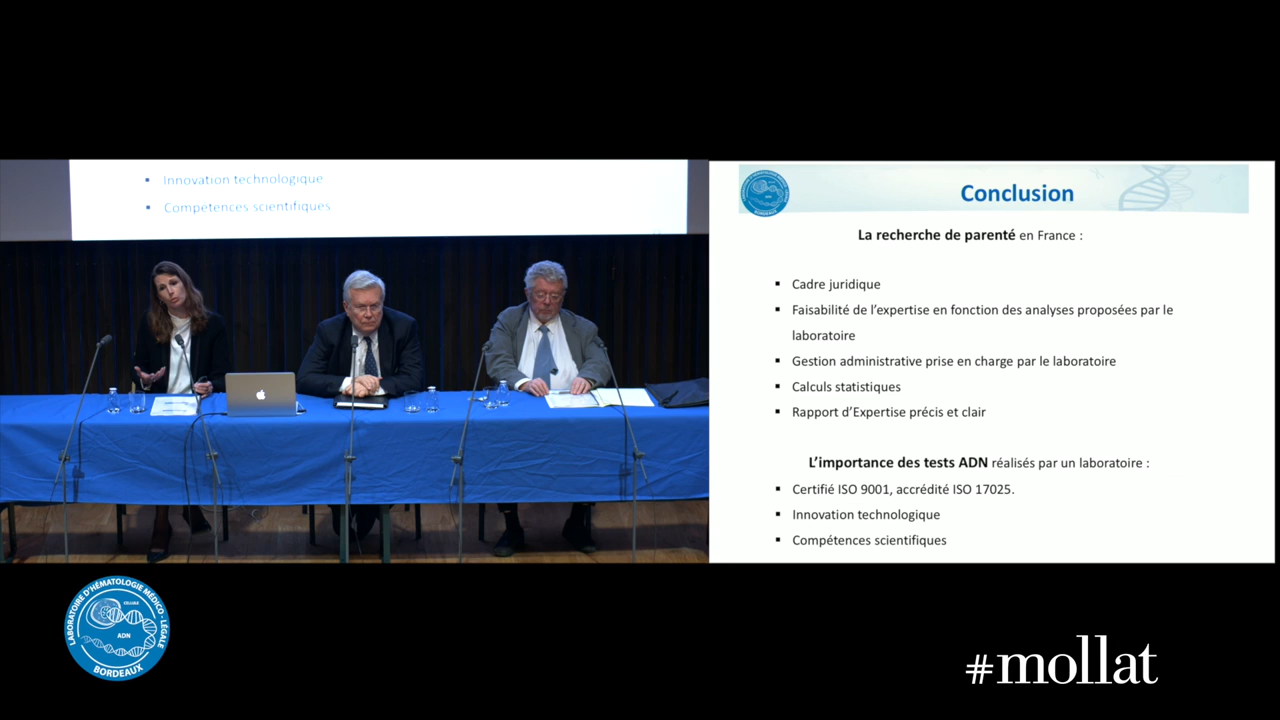 Innovation technologique
Compétences scientifiques
Conclusion
La recherche de parenté en France :
Cadre juridique
Faisabilité de l'expertise en fonction des analyses proposées par le
laboratoire
Gestion administrative prise en charge par le laboratoire
Calculs statistiques
Rapport d'Expertise précis et clair
L'importance des tests ADN réalisés par un laboratoire :
Certifié ISO 9001, accrédité ISO 17025.
Innovation technologique
Compétences scientifiques
LABORATOIRE D'HÉMATOLOGIE MÉDICO-LÉGALE
CELLULE
ADN
BORDEAUX
#mollat